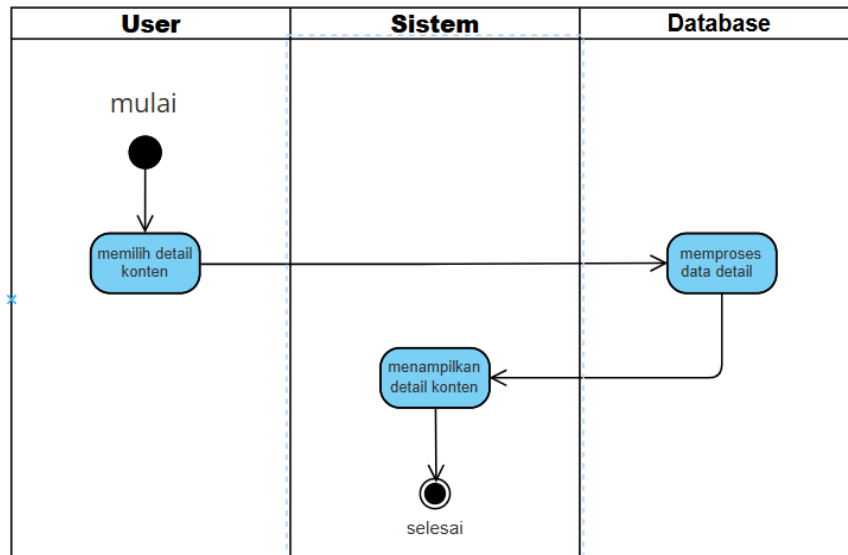 User
Sistem
Database
mulai
memilih detail
konten
memproses
data detail
menampilkan
detail konten
selesai